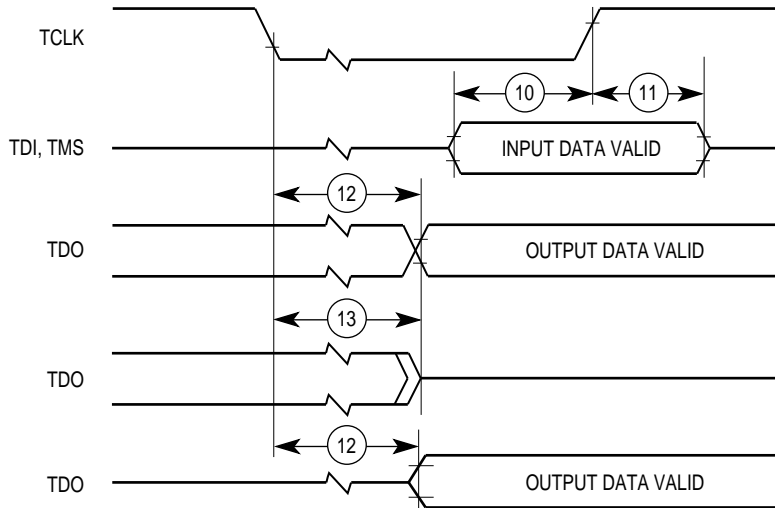 TCLK
10
11
TDI, TMS
INPUT DATA VALID
12
TDO
OUTPUT DATA VALID
13
TDO
12
TDO
OUTPUT DATA VALID